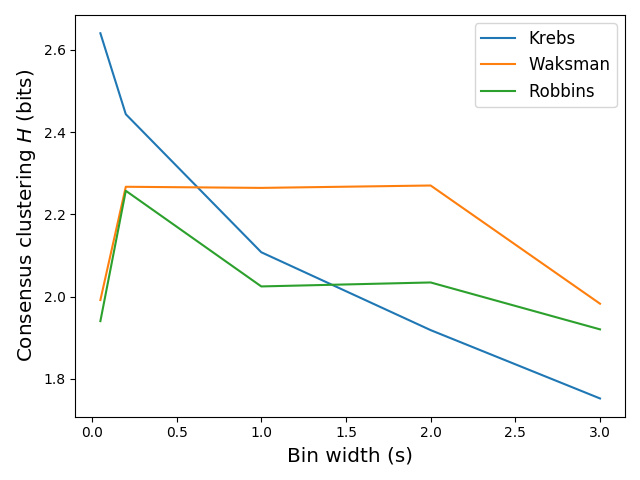 Krebs
Waksman
Robbins
2.6
2.4
2.2
2.0
1.8
Consensus clustering H (bits)
0.0 0.5 1.0 1.5 2.0 2.5 3.0
Bin width (s)